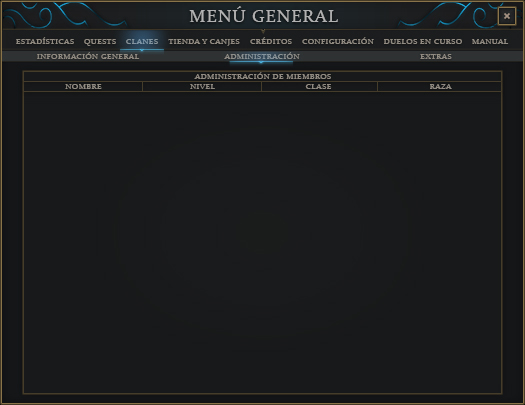 MENÚ GENERAL
ESTADÍSTICAS QUESTS CLANES TIENDA Y CANJES CRÉDITOS CONFIGURACIÓN DUELOS EN CURSO MANUAL
INFORMACIÓN GENERAL ADMINISTRACIÓN EXTRAS
ADMINISTRACIÓN DE MIEMBROS
NOMBRE NIVEL CLASE RAZA